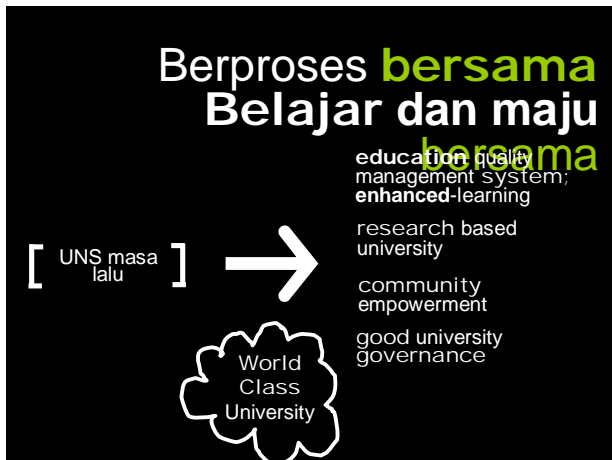 Berproses bersama
Belajar dan maju
bersama
education quality
management system;
enhanced-learning
research based
university
community
empowerment
good university
governance
[ UNS masa
lalu ]
World
Class
University